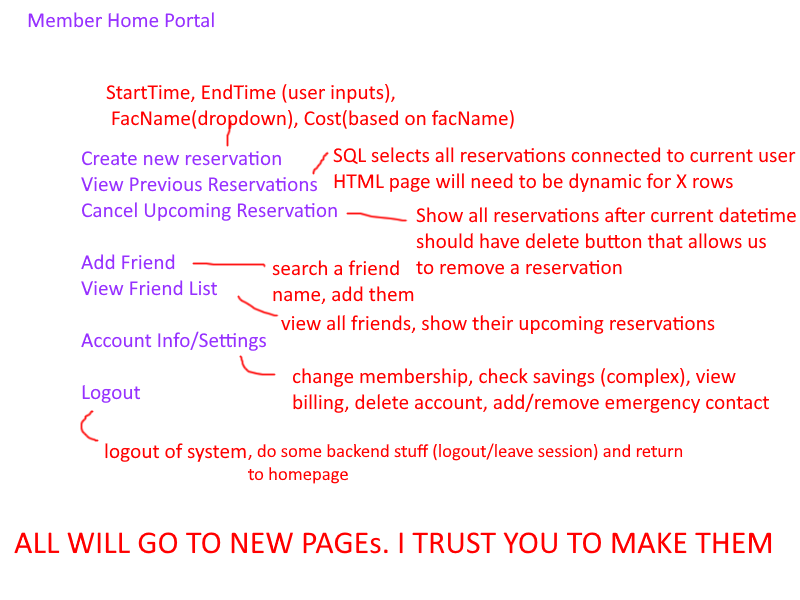 Member Home Portal
StartTime, EndTime (user inputs),
FacName(dropdown), Cost(based on facName)
Create new reservation
View Previous Reservations
Cancel Upcoming Reservation
SQL selects all reservations connected to current user
HTML page will need to be dynamic for X rows
Show all reservations after current datetime
should have delete button that allows us
to remove a reservation
Add Friend
View Friend List
search a friend
name, add them
view all friends, show their upcoming reservations
Account Info/Settings
change membership, check savings (complex), view
billing, delete account, add/remove emergency contact
Logout
logout of system, do some backend stuff (logout/leave session) and return
to homepage
ALL WILL GO TO NEW PAGEs. I TRUST YOU TO MAKE THEM